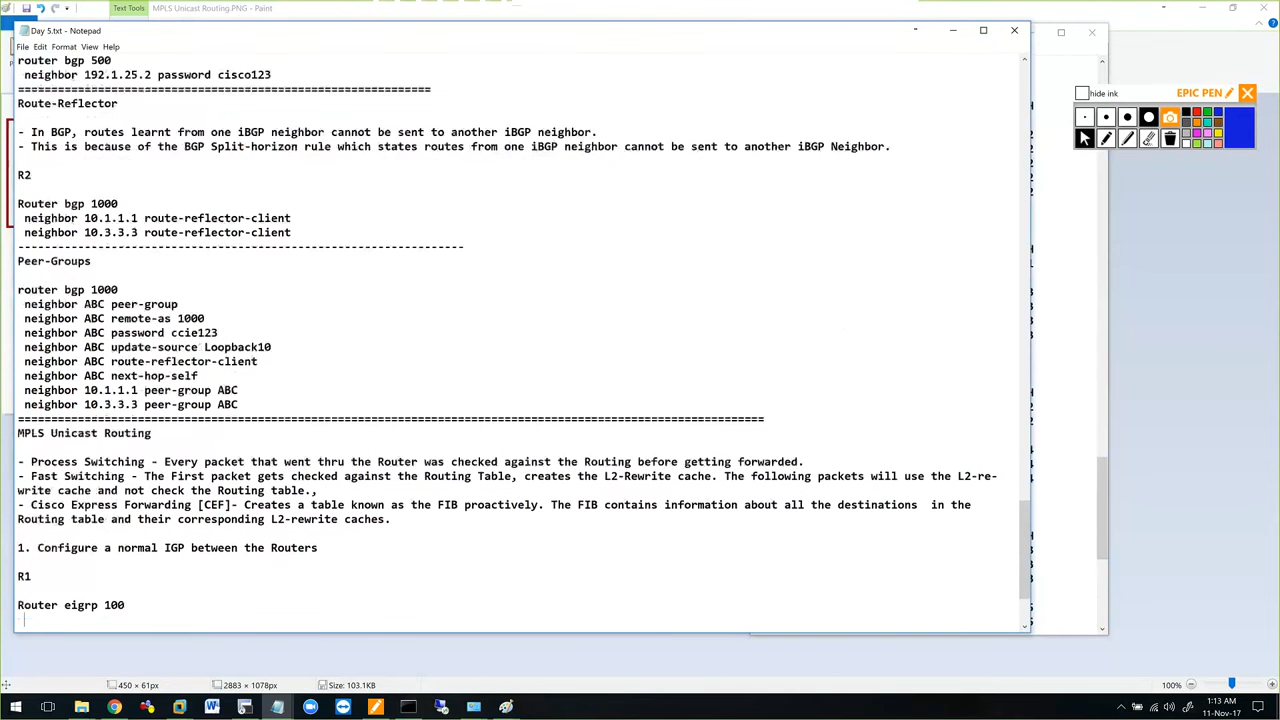 Text Tools
MPLS Unicast Routing.PNG - Paint
Day 5.txt - Notepad
File Edit Format View Help
router bgp 500
neighbor 192.1.25.2 password cisco123
==============================================================
Route-Reflector
- In BGP, routes learnt from one iBGP neighbor cannot be sent to another iBGP neighbor.
- This is because of the BGP Split-horizon rule which states routes from one iBGP neighbor cannot be sent to another iBGP Neighbor.
R2
Router bgp 1000
neighbor 10.1.1.1 route-reflector-client
neighbor 10.3.3.3 route-reflector-client
-------------------------------------------------------------------
Peer-Groups
router bgp 1000
neighbor ABC peer-group
neighbor ABC remote-as 1000
neighbor ABC password ccie123
neighbor ABC update-source Loopback10
neighbor ABC route-reflector-client
neighbor ABC next-hop-self
neighbor 10.1.1.1 peer-group ABC
neighbor 10.3.3.3 peer-group ABC
================================================================================================================
MPLS Unicast Routing
- Process Switching - Every packet that went thru the Router was checked against the Routing before getting forwarded.
- Fast Switching - The First packet gets checked against the Routing Table, creates the L2-Rewrite cache. The following packets will use the L2-re-
write cache and not check the Routing table.,
- Cisco Express Forwarding [CEF]- Creates a table known as the FIB proactively. The FIB contains information about all the destinations  in the
Routing table and their corresponding L2-rewrite caches.
1. Configure a normal IGP between the Routers
R1
Router eigrp 100
hide ink
EPIC PEN
450 × 61px
2883 × 1078px
Size: 103.1KB
100%
1:13 AM
11-Nov-17